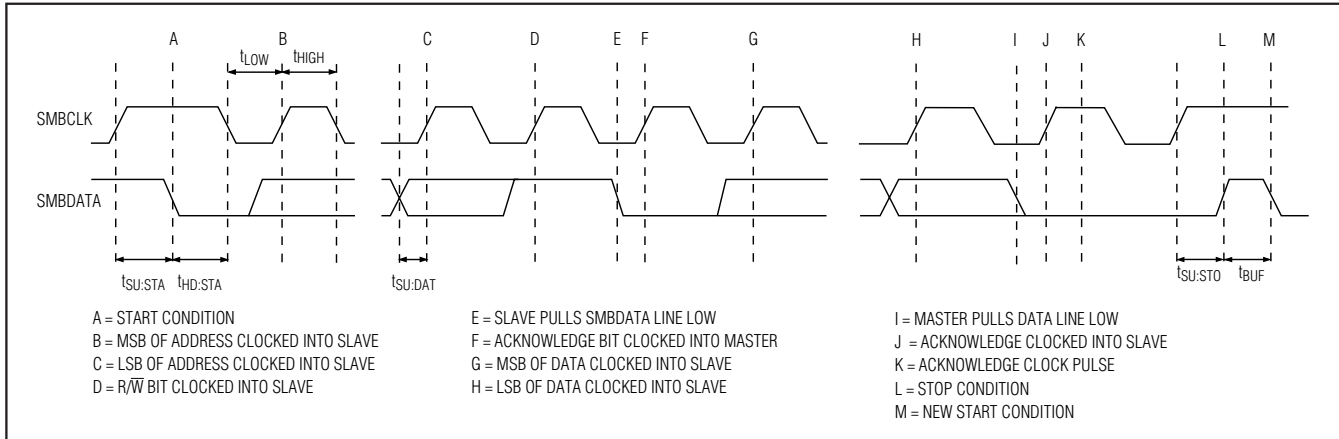 A B C D E F G H I J K L M
tLOW tHIGH
SMBCLK
SMBDATA
tSU:STA tHD:STA tSU:DAT tSU:STO tBUF
A = START CONDITION
B = MSB OF ADDRESS CLOCKED INTO SLAVE
C = LSB OF ADDRESS CLOCKED INTO SLAVE
D = R/W̅ BIT CLOCKED INTO SLAVE
E = SLAVE PULLS SMBDATA LINE LOW
F = ACKNOWLEDGE BIT CLOCKED INTO MASTER
G = MSB OF DATA CLOCKED INTO SLAVE
H = LSB OF DATA CLOCKED INTO SLAVE
I = MASTER PULLS DATA LINE LOW
J = ACKNOWLEDGE CLOCKED INTO SLAVE
K = ACKNOWLEDGE CLOCK PULSE
L = STOP CONDITION
M = NEW START CONDITION